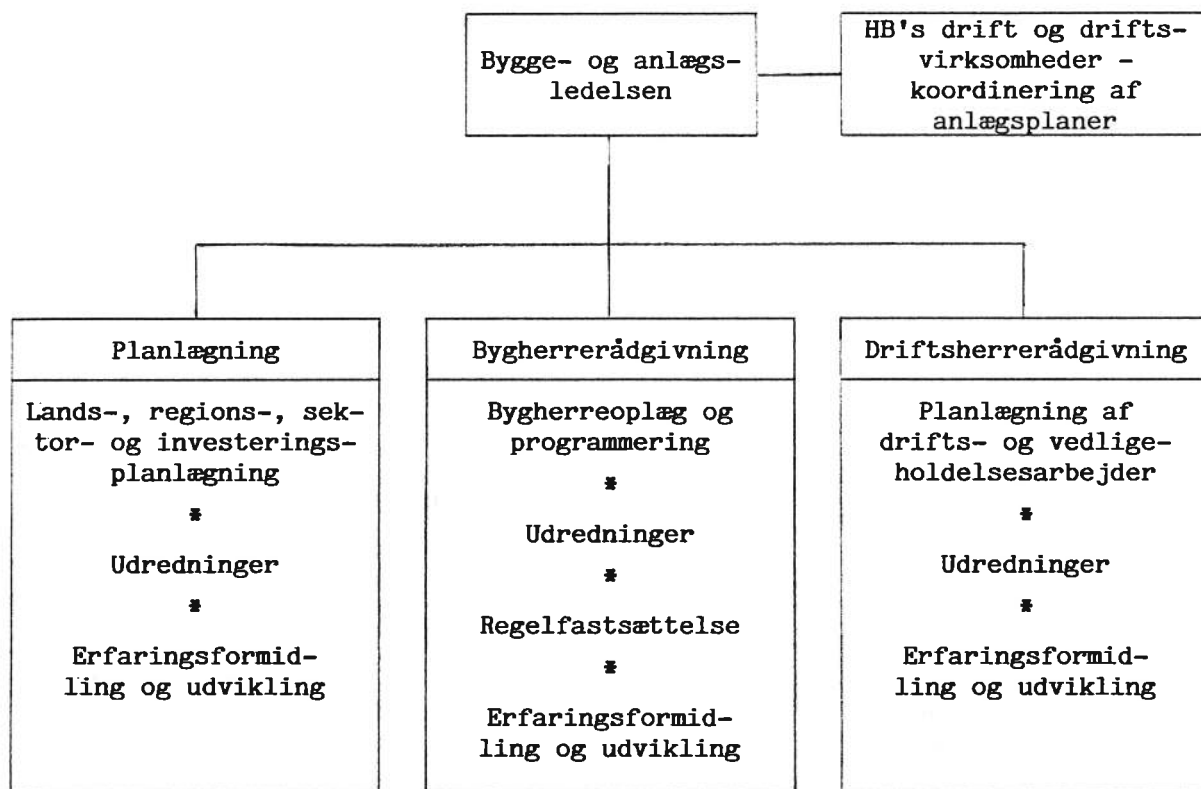 Bygge- og anlægs-
ledelsen
HB's drift og drifts-
virksomheder -
koordinering af
anlægsplaner
Planlægning
Lands-, regions-, sek-
tor- og investerings-
planlægning
*
Udredninger
*
Erfaringsformid-
ling og udvikling
Bygherrerådgivning
Bygherreoplæg og
programmering
*
Udredninger
*
Regelfastsættelse
*
Erfaringsformid-
ling og udvikling
Driftsherrerådgivning
Planlægning af
drifts- og vedlige-
holdelsesarbejder
*
Udredninger
*
Erfaringsformid-
ling og udvikling